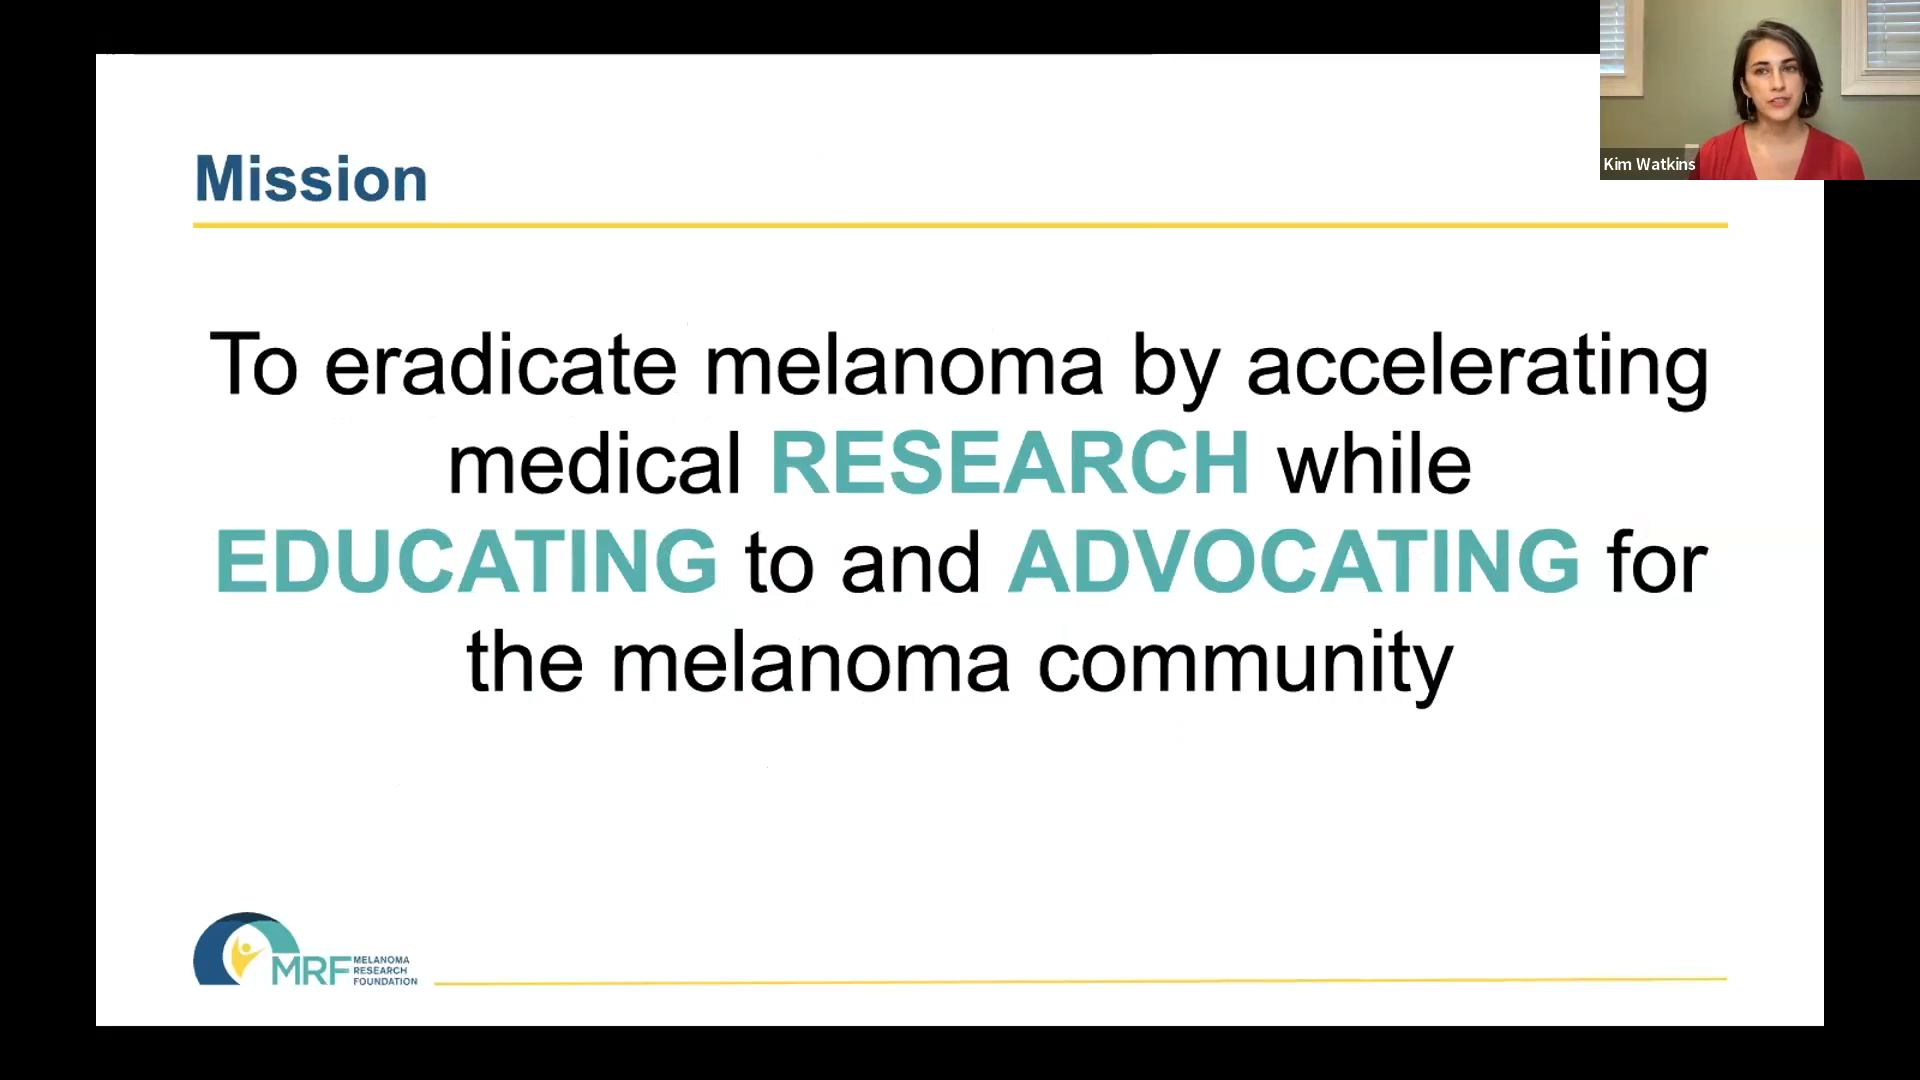 Kim Watkins
Mission
To eradicate melanoma by accelerating
medical RESEARCH while
EDUCATING to and ADVOCATING for
the melanoma community
MRF MELANOMA
RESEARCH
FOUNDATION